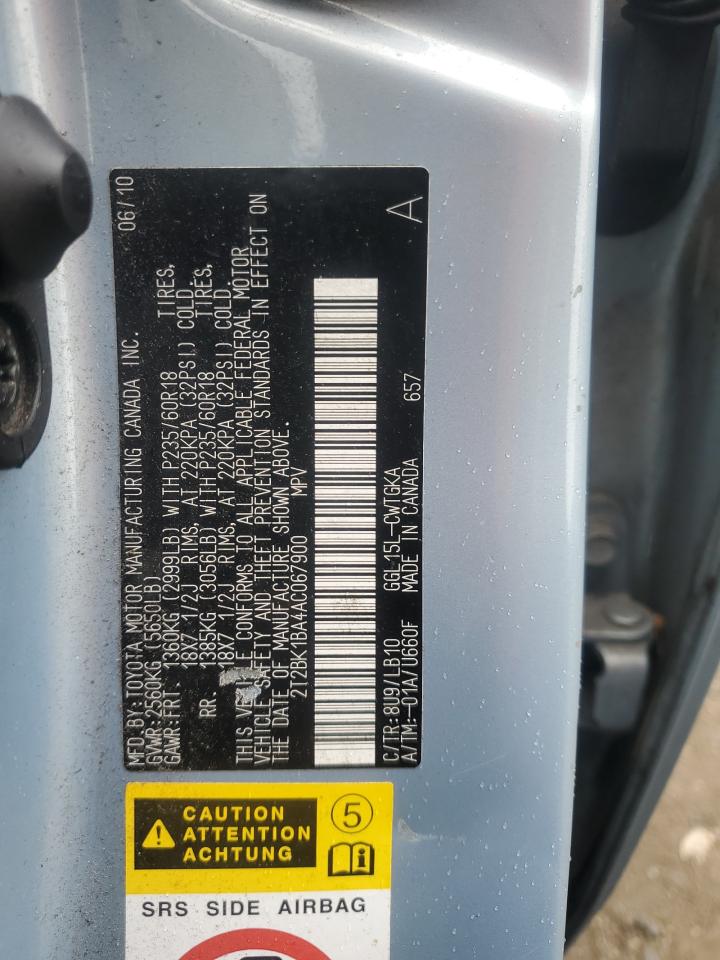 MFD.BY:TOYOTA MOTOR MANUFACTURING CANADA INC. 06/10
GVWR:2560KG (5650LB)
GAWR:FRT. 1360KG (2999LB) WITH P235/60R18 TIRES,
18X7 1/2J RIMS, AT 220KPA (32PSI) COLD.
RR 1385KG (3056LB) WITH P235/60R18 TIRES,
18X7 1/2J RIMS, AT 220KPA (32PSI) COLD.
THIS VEHICLE CONFORMS TO ALL APPLICABLE FEDERAL MOTOR
VEHICLE SAFETY AND THEFT PREVENTION STANDARDS IN EFFECT ON
THE DATE OF MANUFACTURE SHOWN ABOVE.
2T2BK1BA4AC067900 MPV
C/TR:8U9/LB10 GGL15L-CWTGKA 657 A
A/TM:-01A/U660F MADE IN CANADA
CAUTION
ATTENTION
ACHTUNG
5
SRS SIDE AIRBAG